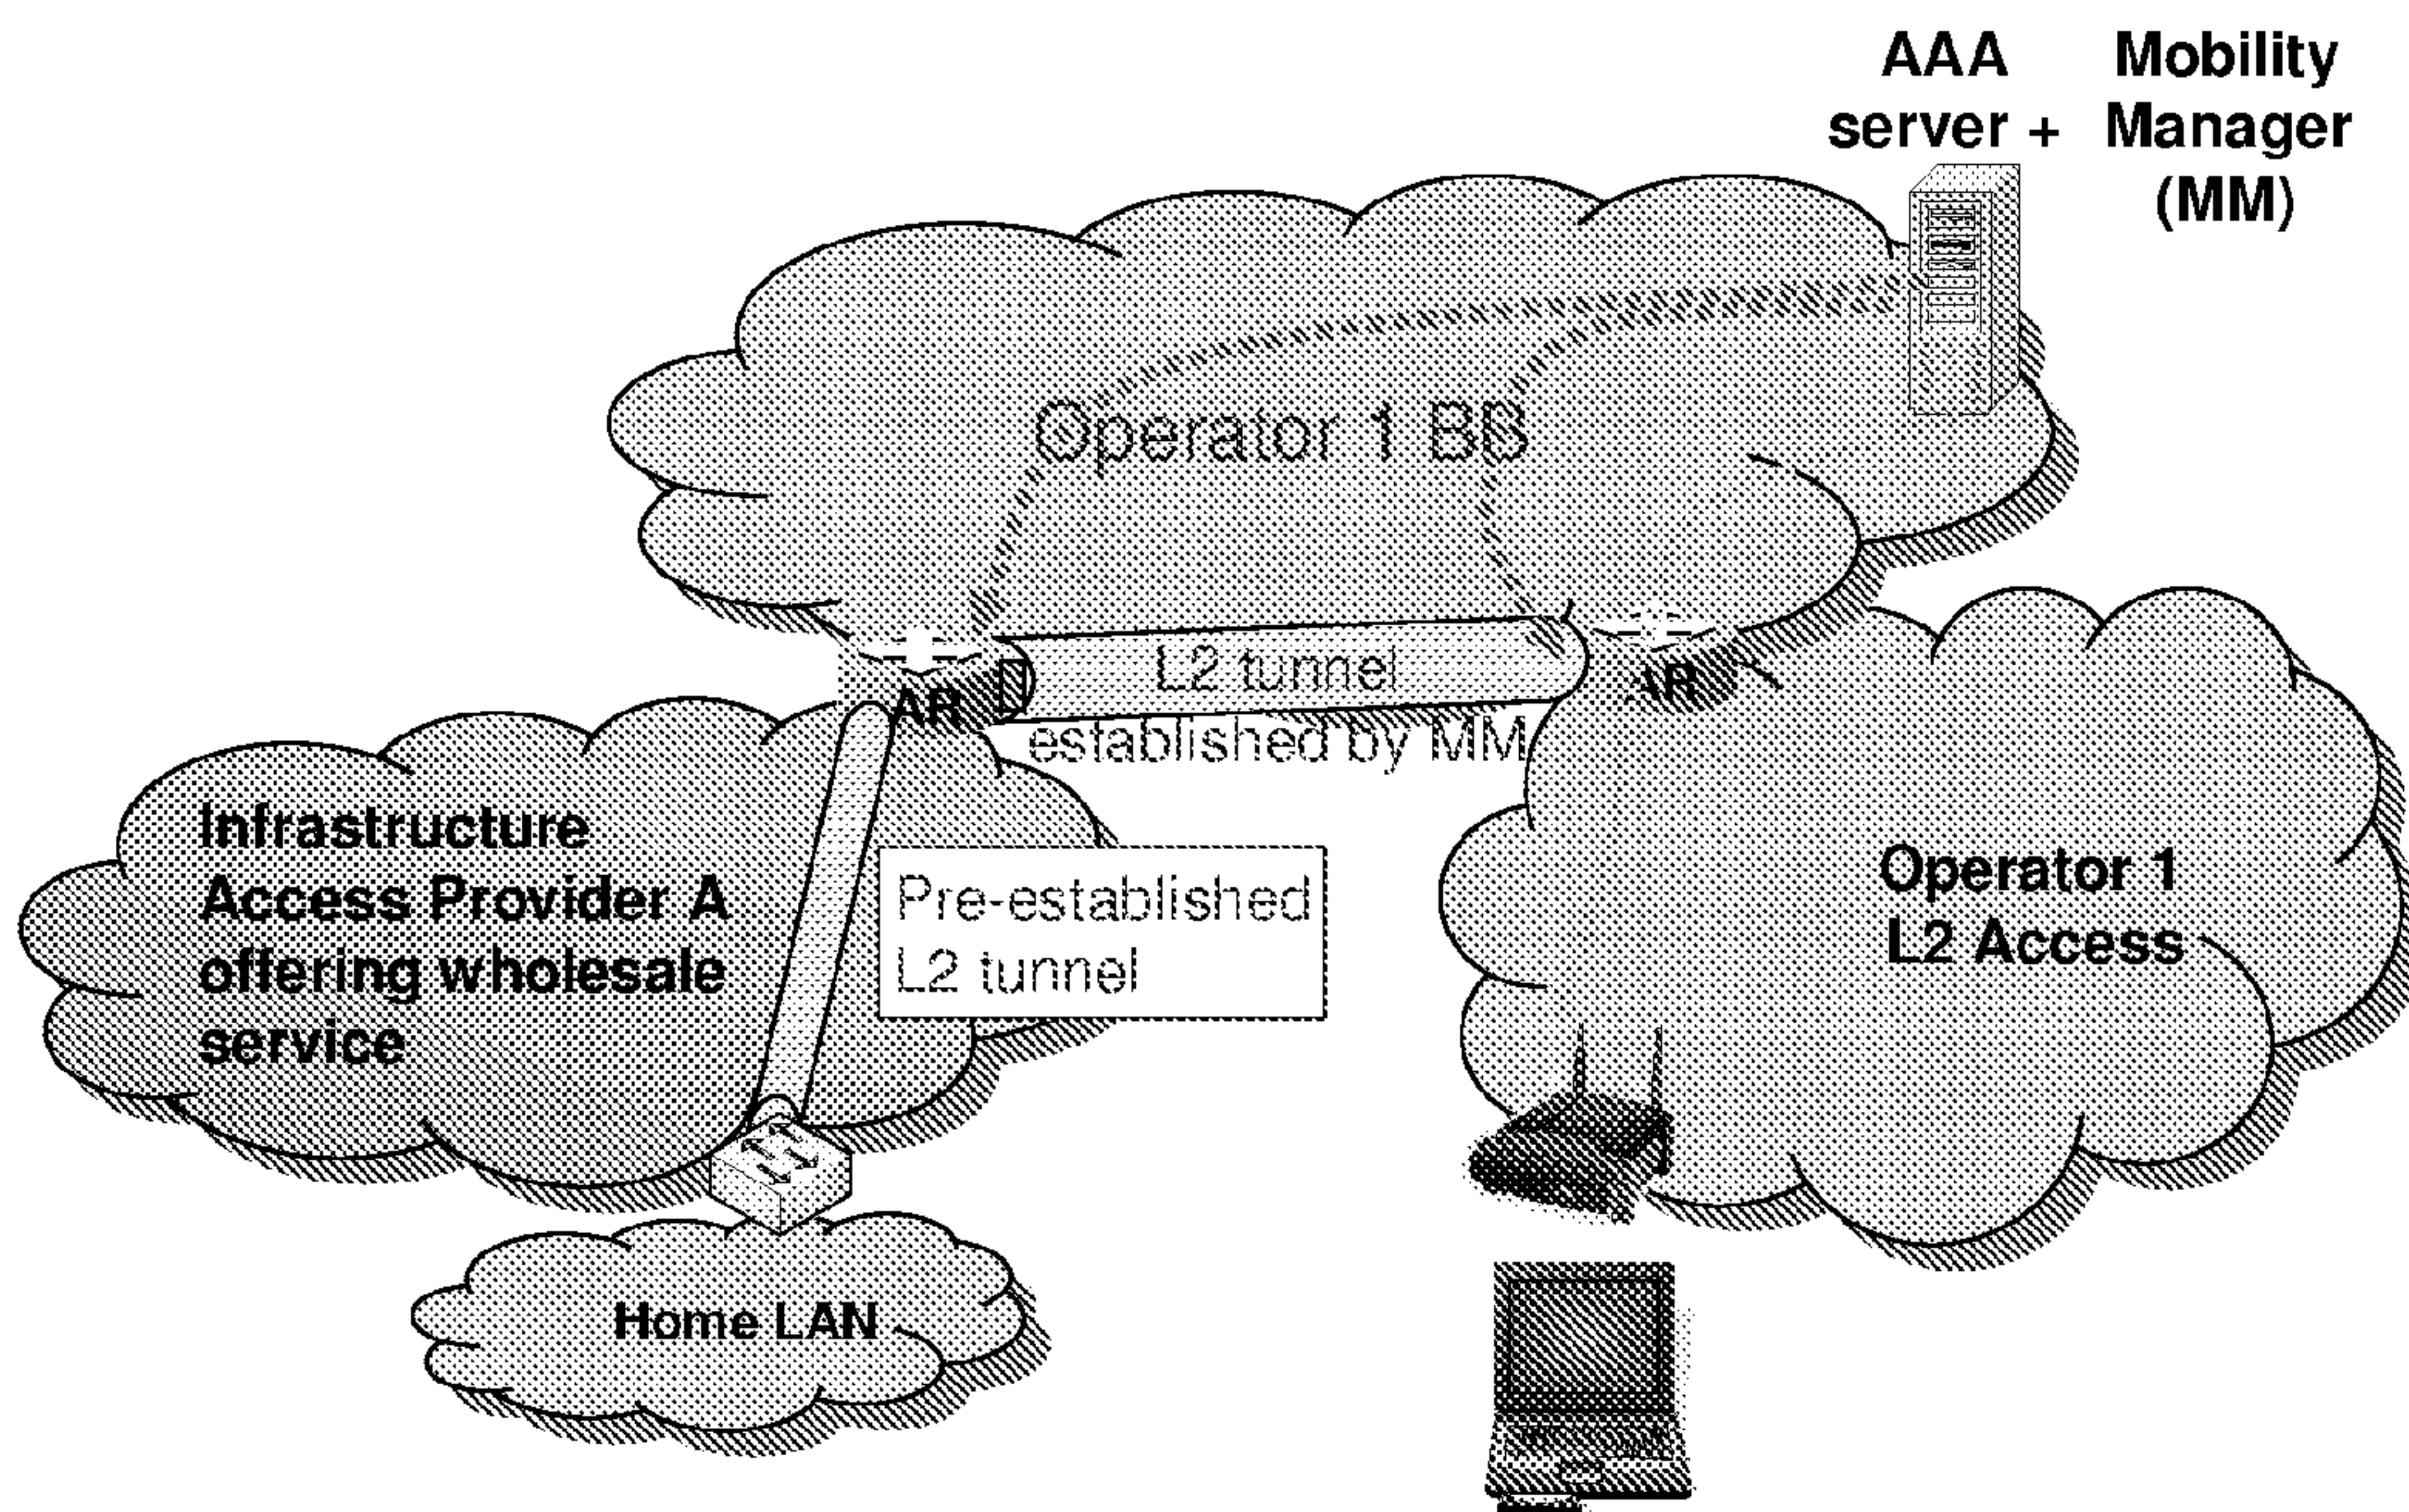 AAA
server +
Mobility
Manager
(MM)
Operator 1 BB
L2 tunnel
AR
AR
established by MM
Infrastructure
Access Provider A
offering wholesale
service
Pre-established
L2 tunnel
Operator 1
L2 Access
Home LAN